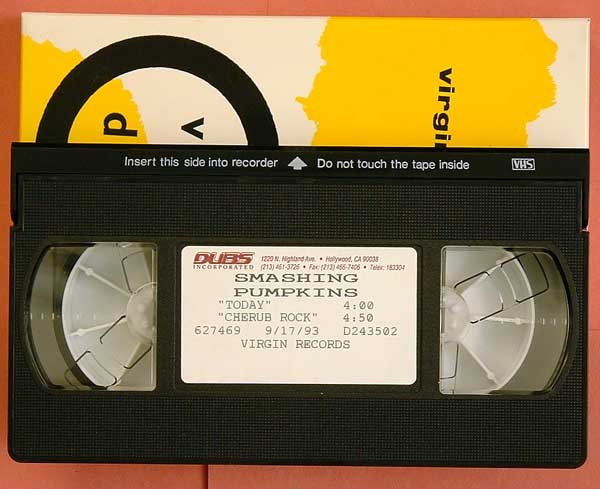 v
d
virgin
Insert this side into recorder Do not touch the tape inside VHS
DUBS INCORPORATED
1220 N. Highland Ave. • Hollywood, CA 90038
(213) 461-3726 • Fax: (213) 466-7406 • Telex: 183304
SMASHING
PUMPKINS
"TODAY" 4:00
"CHERUB ROCK" 4:50
627469 9/17/93 D243502
VIRGIN RECORDS